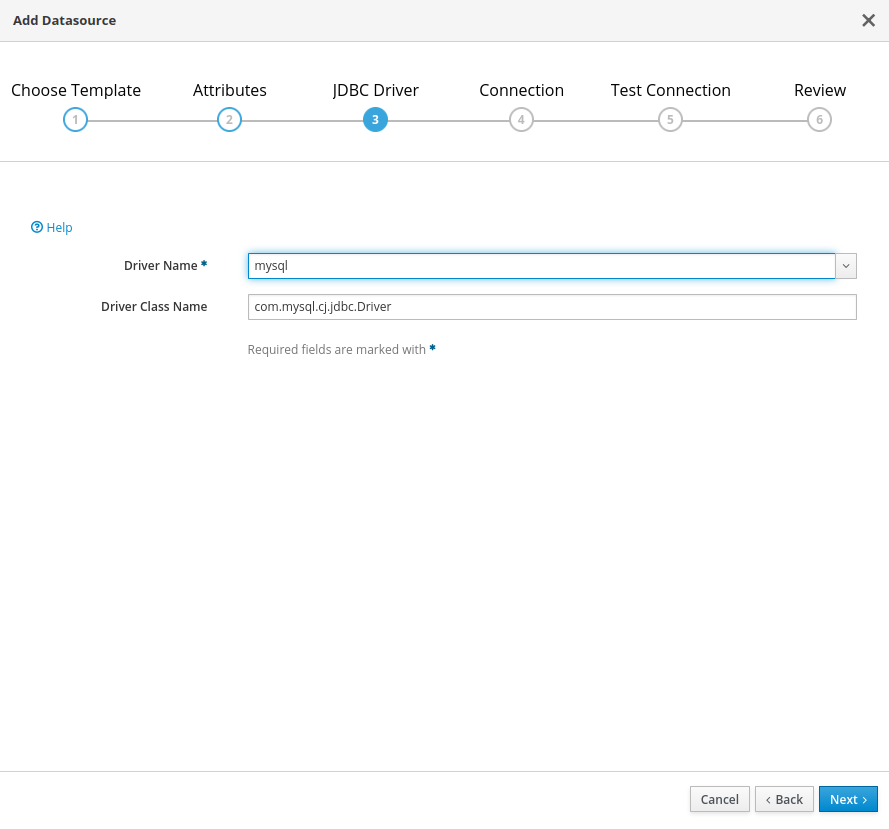 Add Datasource
Choose Template Attributes JDBC Driver Connection Test Connection Review
1 2 3 4 5 6
Help
Driver Name * mysql
Driver Class Name com.mysql.cj.jdbc.Driver
Required fields are marked with *
Cancel Back Next